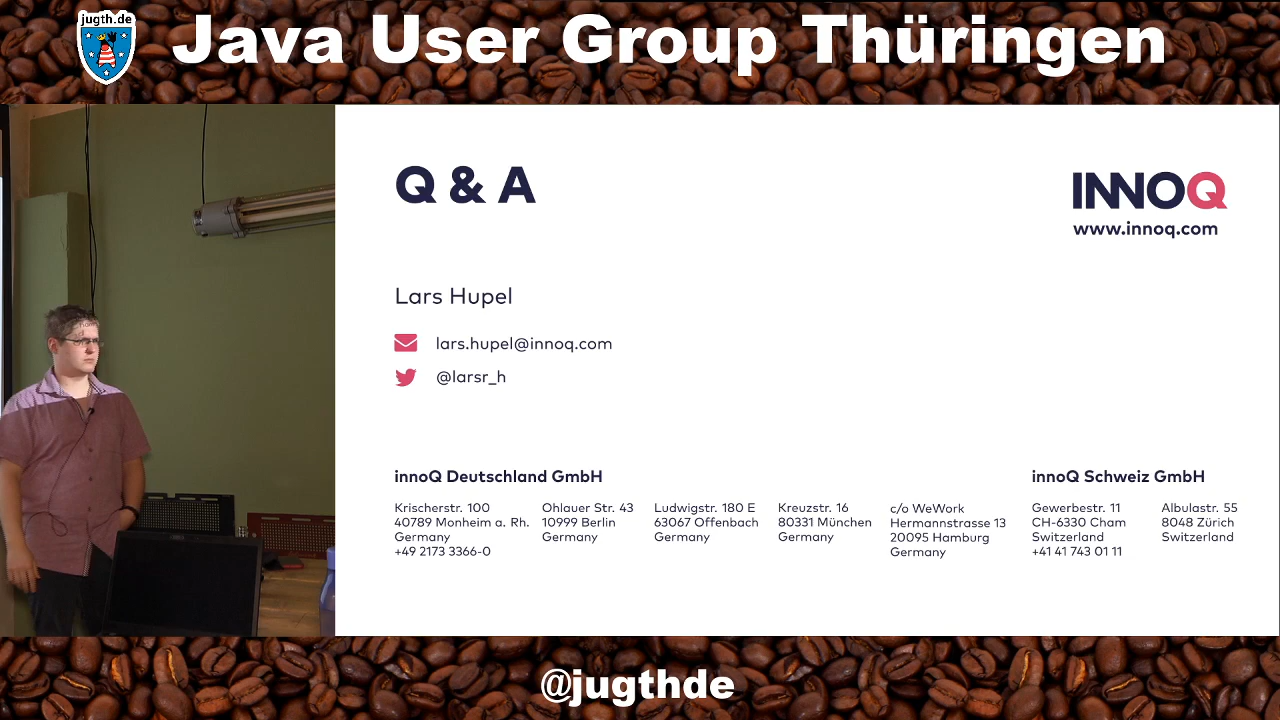 jugth.de
Java User Group Thüringen
Q & A
INNOQ
www.innoq.com
Lars Hupel
lars.hupel@innoq.com
@larsr_h
innoQ Deutschland GmbH
Krischerstr. 100
40789 Monheim a. Rh.
Germany
+49 2173 3366-0
Ohlauer Str. 43
10999 Berlin
Germany
Ludwigstr. 180 E
63067 Offenbach
Germany
Kreuzstr. 16
80331 München
Germany
c/o WeWork
Hermannstrasse 13
20095 Hamburg
Germany
innoQ Schweiz GmbH
Gewerbestr. 11
CH-6330 Cham
Switzerland
+41 41 743 01 11
Albulastr. 55
8048 Zürich
Switzerland
@jugthde